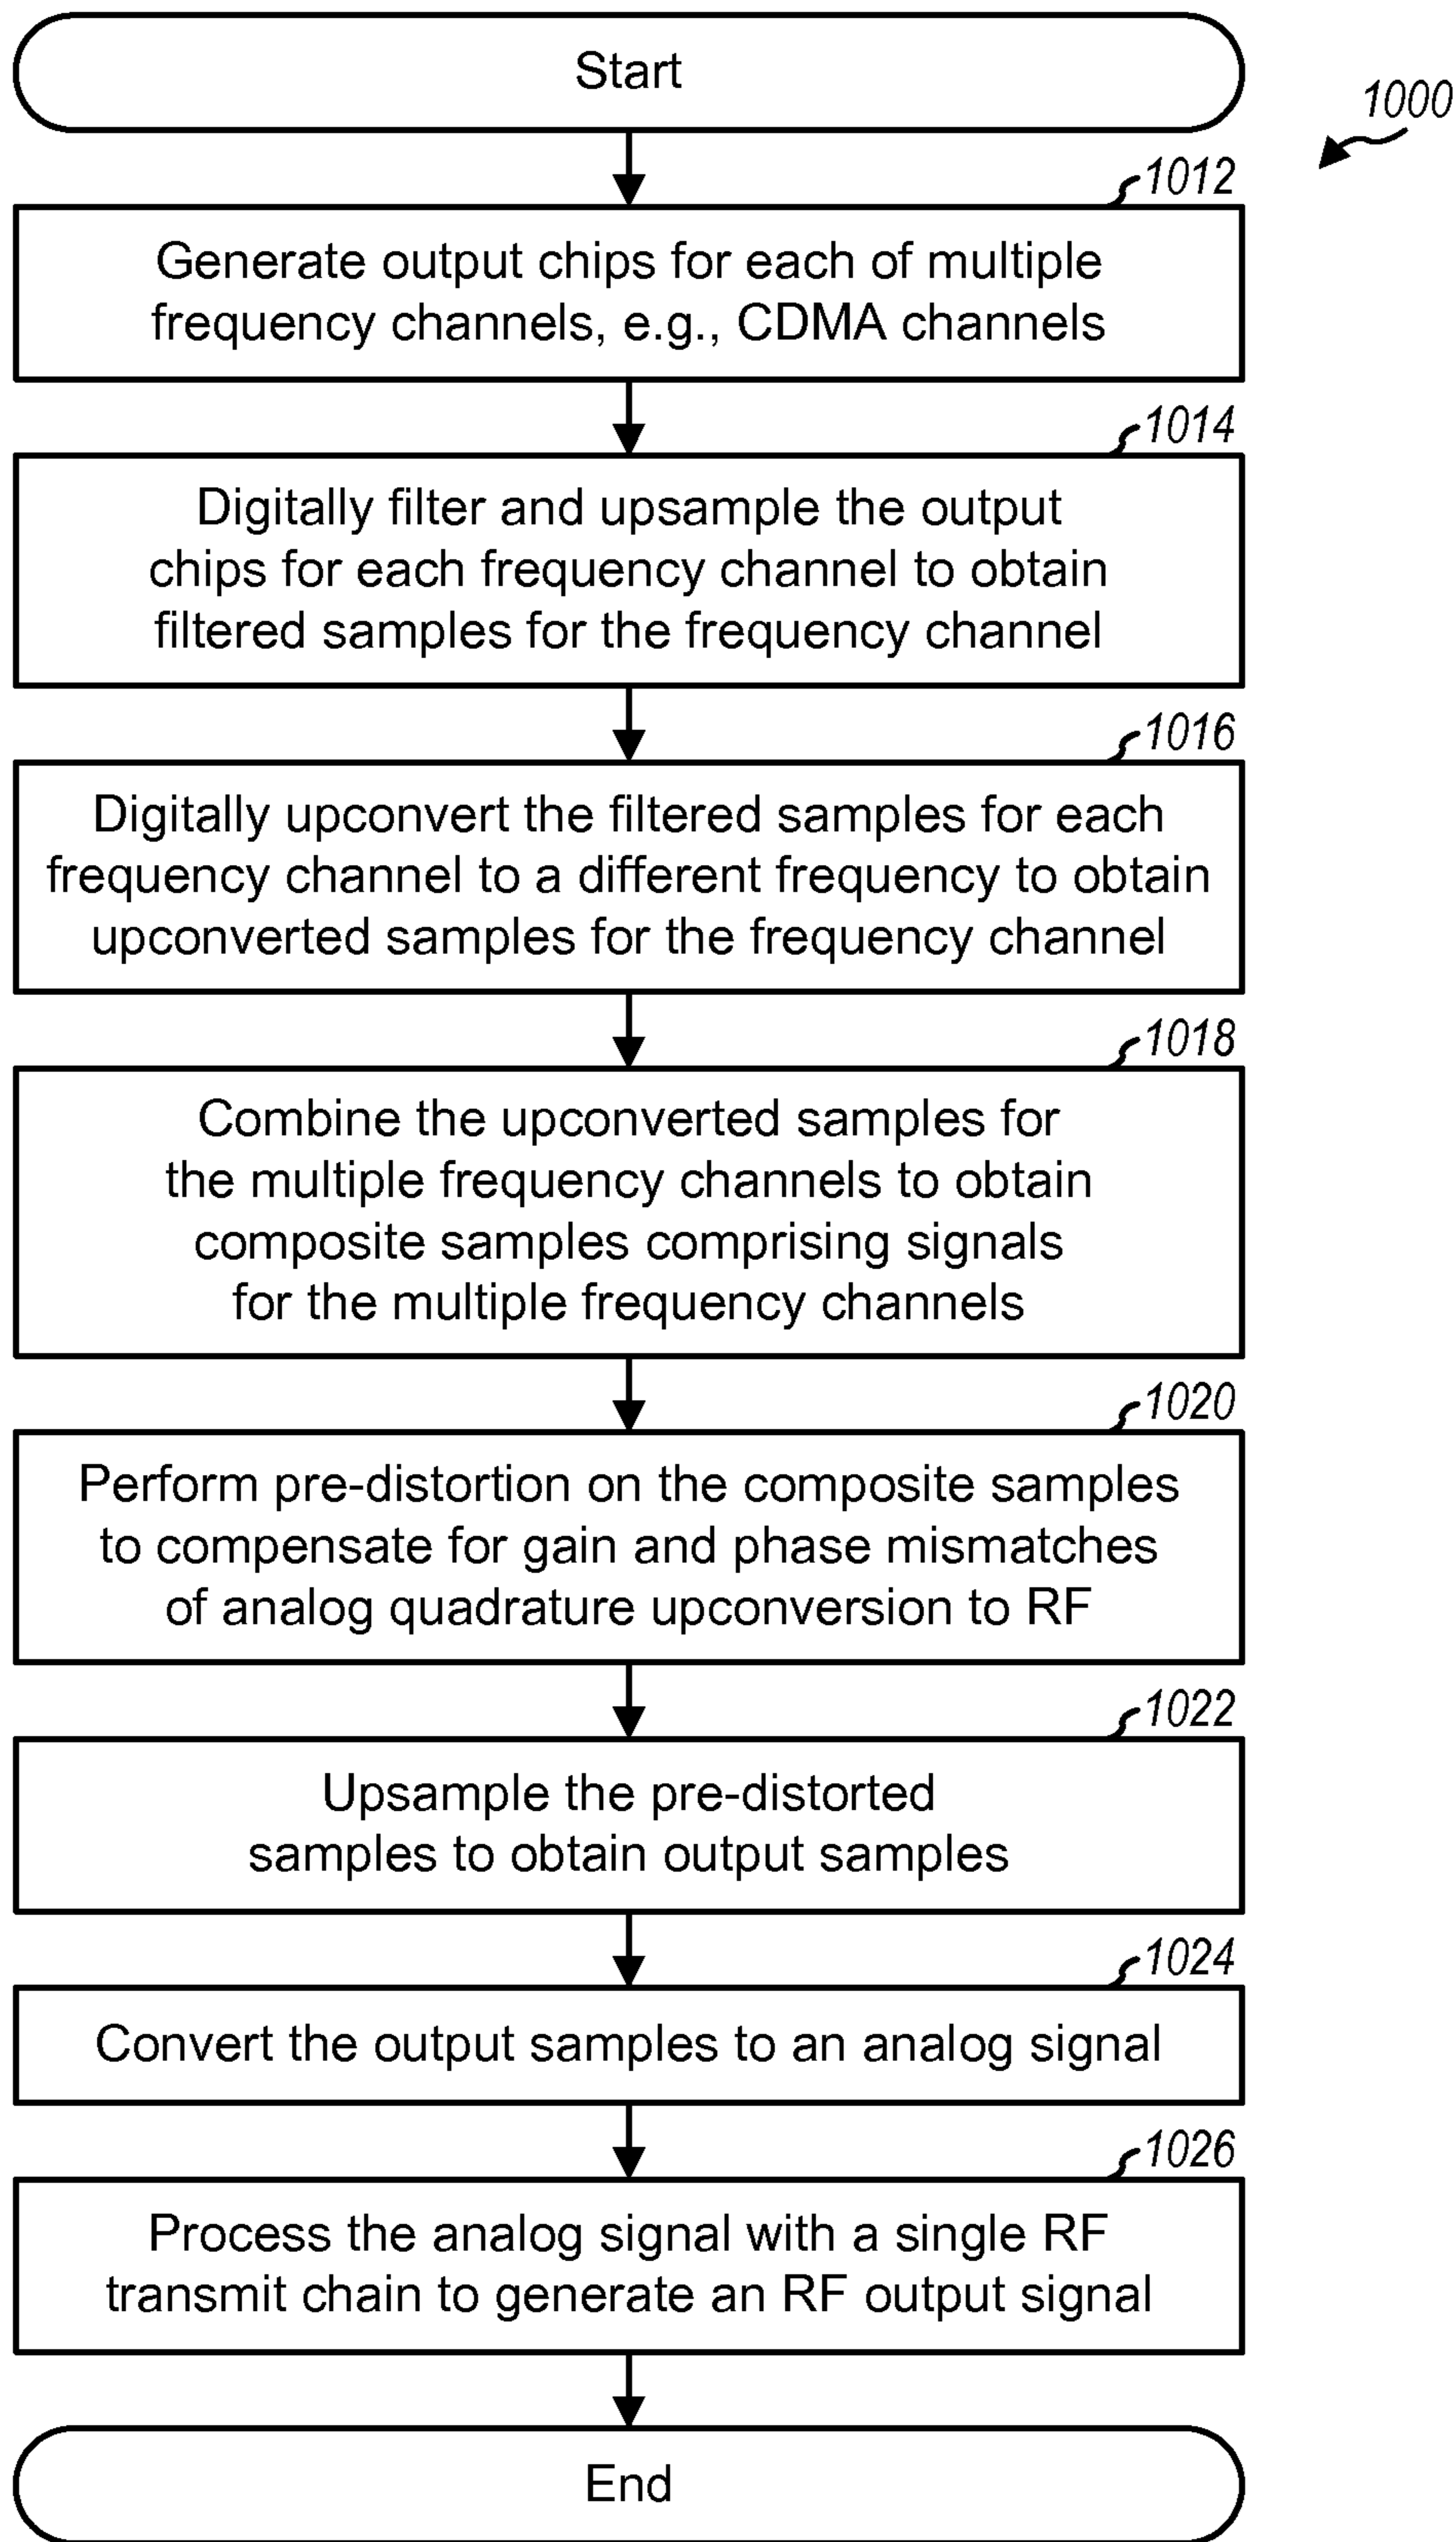 Start
1000
1012
Generate output chips for each of multiple
frequency channels, e.g., CDMA channels
1014
Digitally filter and upsample the output
chips for each frequency channel to obtain
filtered samples for the frequency channel
1016
Digitally upconvert the filtered samples for each
frequency channel to a different frequency to obtain
upconverted samples for the frequency channel
1018
Combine the upconverted samples for
the multiple frequency channels to obtain
composite samples comprising signals
for the multiple frequency channels
1020
Perform pre-distortion on the composite samples
to compensate for gain and phase mismatches
of analog quadrature upconversion to RF
1022
Upsample the pre-distorted
samples to obtain output samples
1024
Convert the output samples to an analog signal
1026
Process the analog signal with a single RF
transmit chain to generate an RF output signal
End